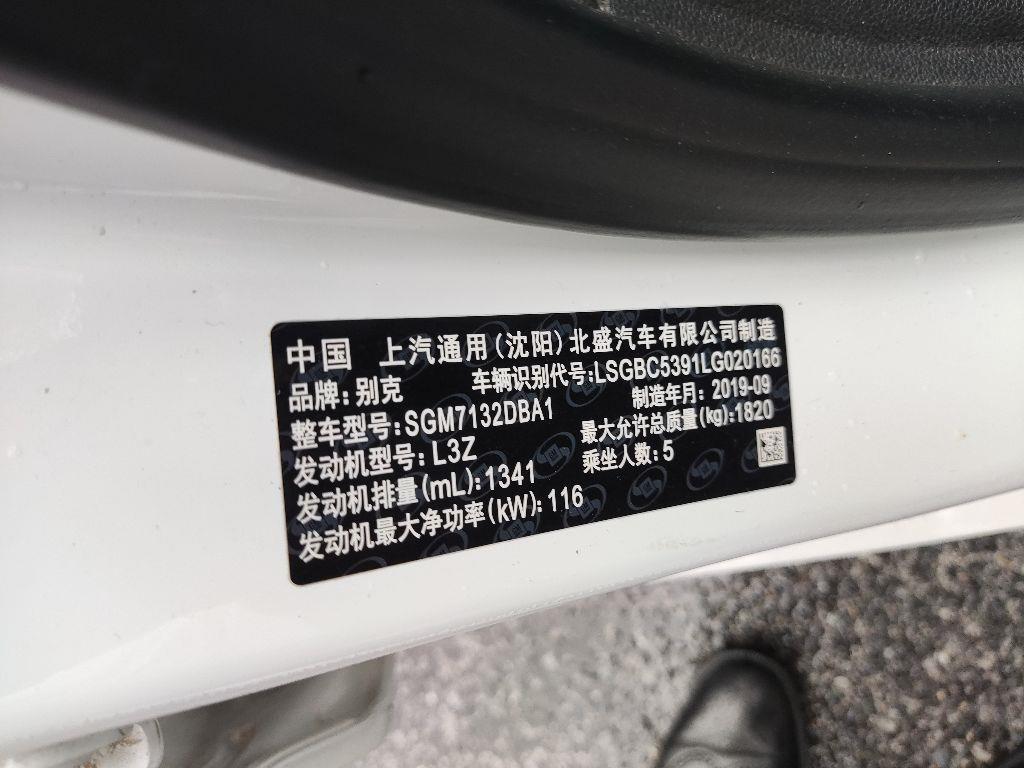 中国 上汽通用(沈阳)北盛汽车有限公司制造
品牌:别克 车辆识别代号:LSGBC5391LG020166
整车型号:SGM7132DBA1 制造年月: 2019-09
发动机型号: L3Z 最大允许总质量(kg):1820
发动机排量(mL):1341 乘坐人数: 5
发动机最大净功率(kW): 116